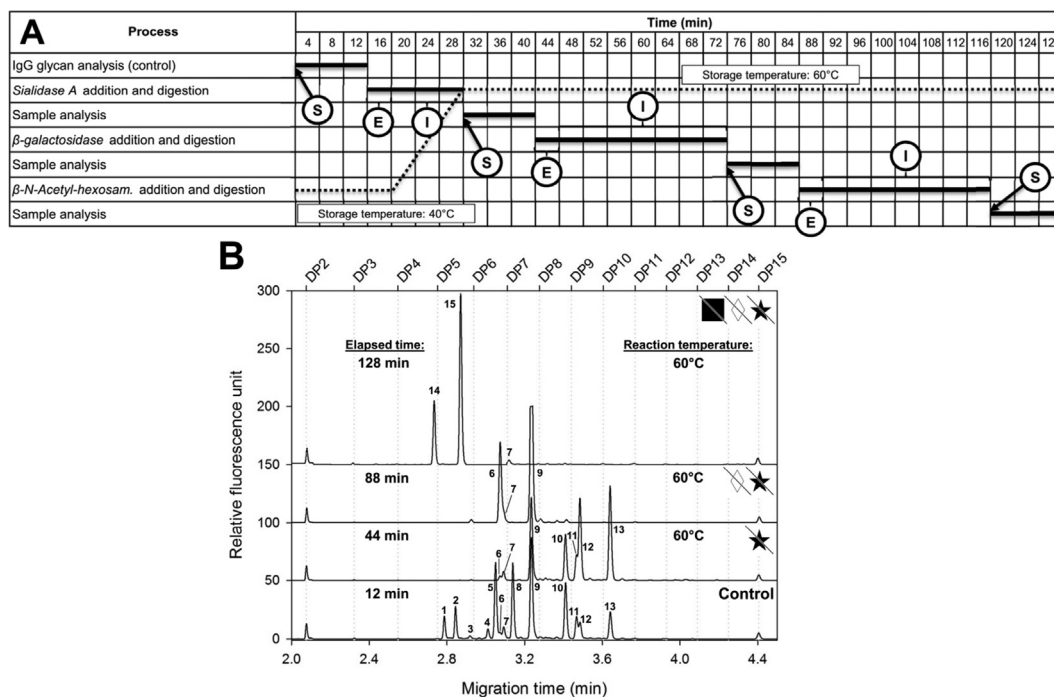 A
Process
Time (min)
4 8 12 16 20 24 28 32 36 40 44 48 52 56 60 64 68 72 76 80 84 88 92 96 100 104 108 112 116 120 124 128
IgG glycan analysis (control)
Storage temperature: 60°C
Sialidase A addition and digestion
S
E
I
I
Sample analysis
β-galactosidase addition and digestion
S
E
I
Sample analysis
S
β-N-Acetyl-hexosam. addition and digestion
S
E
Storage temperature: 40°C
Sample analysis
B
DP2 DP3 DP4 DP5 DP6 DP7 DP8 DP9 DP10 DP11 DP12 DP13 DP14 DP15
300
250
200
150
100
50
0
Relative fluorescence unit
Elapsed time:
Reaction temperature:
128 min
60°C
15
14
7
88 min
60°C
6
7
9
44 min
60°C
6
7
9
10
11
12
13
12 min
Control
1
2
3
4
5
6
7
8
9
10
11
12
13
2.0 2.4 2.8 3.2 3.6 4.0 4.4
Migration time (min)